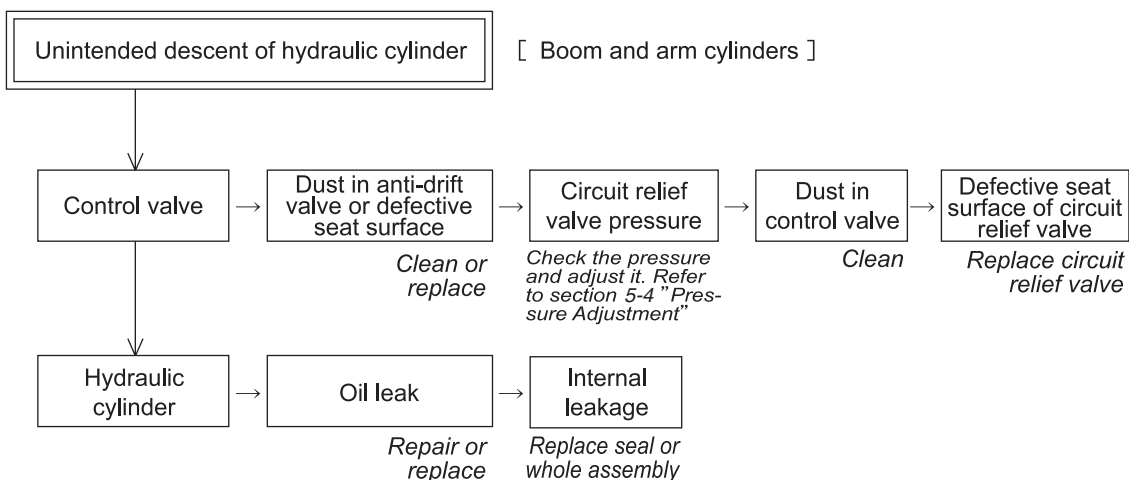 Unintended descent of hydraulic cylinder
[ Boom and arm cylinders ]
Control valve
Dust in anti-drift
valve or defective
seat surface
Clean or
replace
Circuit relief
valve pressure
Check the pressure
and adjust it. Refer
to section 5-4 ”Pres-
sure Adjustment”
Dust in
control valve
Clean
Defective seat
surface of circuit
relief valve
Replace circuit
relief valve
Hydraulic
cylinder
Oil leak
Repair or
replace
Internal
leakage
Replace seal or
whole assembly